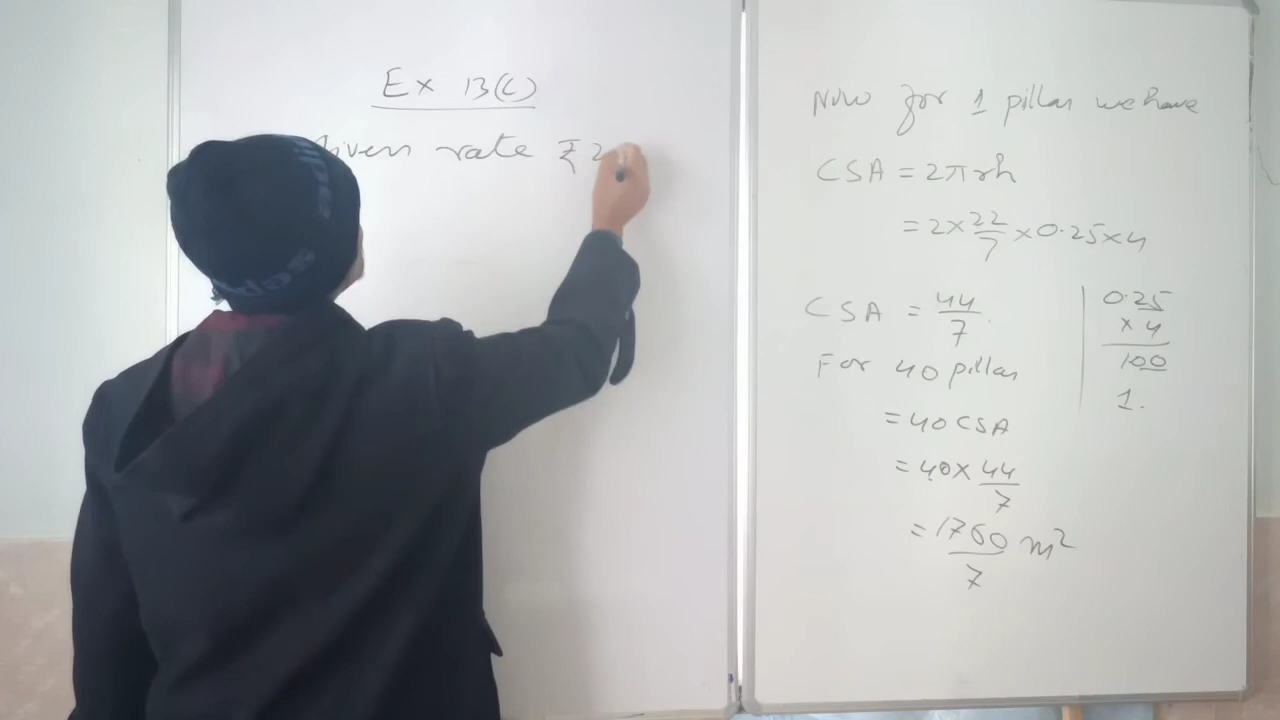 Ex 13(C)
Given rate ₹2
Now for 1 pillar we have
CSA = 2πrh
= 2 × 22/7 × 0.25 × 4
CSA = 44/7
For 40 pillar
= 40 CSA
= 40 × 44/7
= 1760/7 m²
0.25
× 4
100
1.